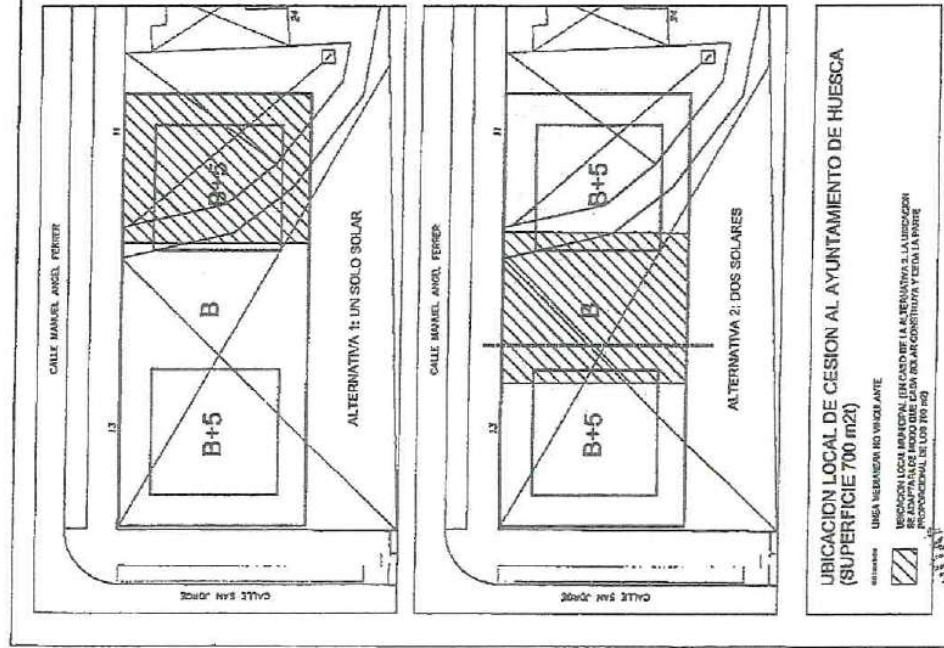 CALLE MANUEL ANGEL FERRER
24
13
11
B+5
B
B+5
ALTERNATIVA 1: UN SOLO SOLAR
CALLE SAN JORGE
CALLE MANUEL ANGEL FERRER
24
13
11
B+5
B
B+5
ALTERNATIVA 2: DOS SOLARES
CALLE SAN JORGE
UBICACION LOCAL DE CESION AL AYUNTAMIENTO DE HUESCA
(SUPERFICIE 700 m2t)
LINEA MEDIANERA NO VINCULANTE
UBICACION LOCAL MUNICIPAL (EN CASO DE LA ALTERNATIVA 2, LA UBICACION
SE ADAPTARA DE MODO QUE CADA SOLAR CONSTRUYA Y CEDA LA PARTE
PROPORCIONAL DE LOS 700 m2)